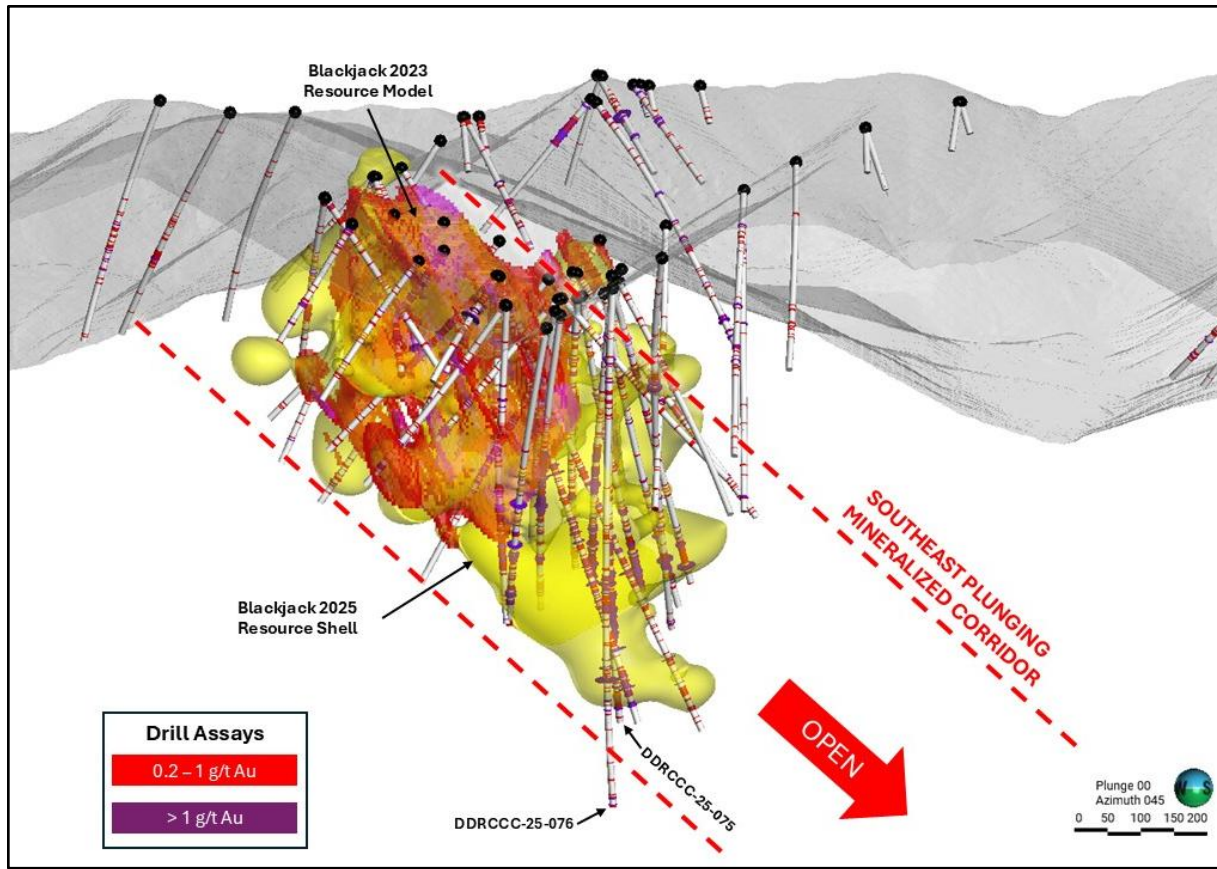 Blackjack 2023
Resource Model
SOUTHEAST PLUNGING
MINERALIZED CORRIDOR
Blackjack 2025
Resource Shell
OPEN
DDRCCC-25-075
DDRCCC-25-076
Drill Assays
0.2 – 1 g/t Au
> 1 g/t Au
Plunge 00
Azimuth 045
W S
0 50 100 150 200